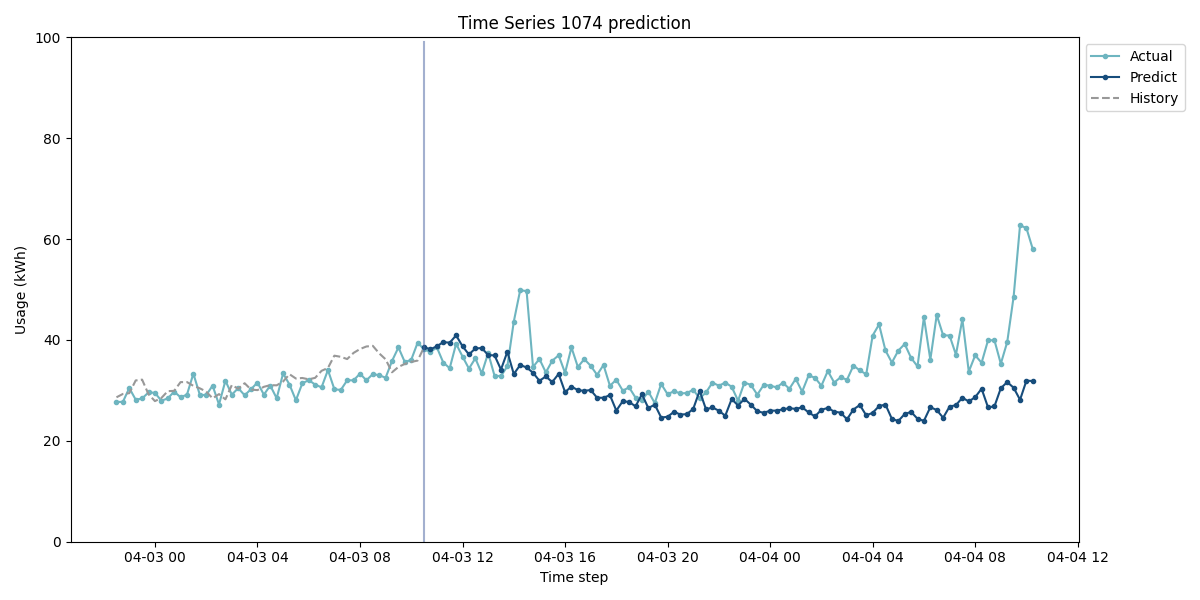 Time Series 1074 prediction
100
80
60
40
20
0
Usage (kWh)
04-03 00 04-03 04 04-03 08 04-03 12 04-03 16 04-03 20 04-04 00 04-04 04 04-04 08 04-04 12
Time step
Actual
Predict
History